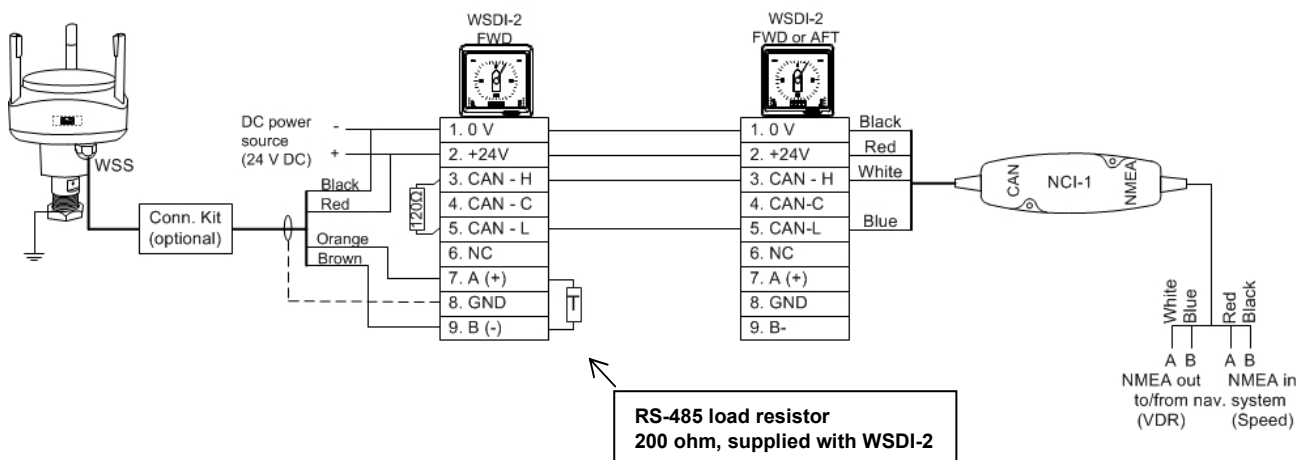 WSDI-2
FWD
WSDI-2
FWD or AFT
DC power
source
(24 V DC)
-
+
WSS
Black
Red
Orange
Brown
Conn. Kit
(optional)
120Ω
1. 0 V
2. +24V
3. CAN - H
4. CAN - C
5. CAN - L
6. NC
7. A (+)
8. GND
9. B (-)
T
1. 0 V
2. +24V
3. CAN - H
4. CAN-C
5. CAN-L
6. NC
7. A (+)
8. GND
9. B-
Black
Red
White
Blue
CAN
NCI-1
NMEA
White
Blue
Red
Black
A B
A B
NMEA out
NMEA in
to/from nav. system
(VDR)
(Speed)
RS-485 load resistor
200 ohm, supplied with WSDI-2